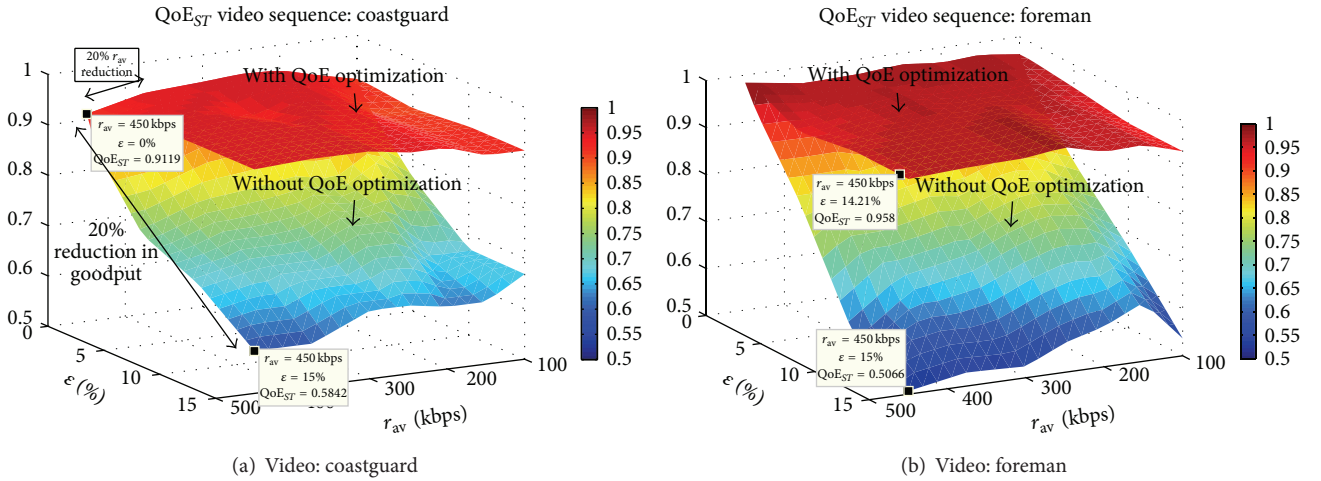 QoE_ST video sequence: coastguard
20% r_av
reduction
With QoE optimization
r_av = 450 kbps
ε = 0%
QoE_ST = 0.9119
Without QoE optimization
20%
reduction in
goodput
r_av = 450 kbps
ε = 15%
QoE_ST = 0.5842
1
0.9
0.8
0.7
0.6
0.5
0
5
10
15
ε (%)
500
300
200
100
r_av (kbps)
1
0.95
0.9
0.85
0.8
0.75
0.7
0.65
0.6
0.55
0.5
(a) Video: coastguard
QoE_ST video sequence: foreman
With QoE optimization
r_av = 450 kbps
ε = 14.21%
QoE_ST = 0.958
Without QoE optimization
r_av = 450 kbps
ε = 15%
QoE_ST = 0.5066
1
0.9
0.8
0.7
0.6
0.5
0
5
10
15
ε (%)
500
400
300
200
100
r_av (kbps)
1
0.95
0.9
0.85
0.8
0.75
0.7
0.65
0.6
0.55
0.5
(b) Video: foreman